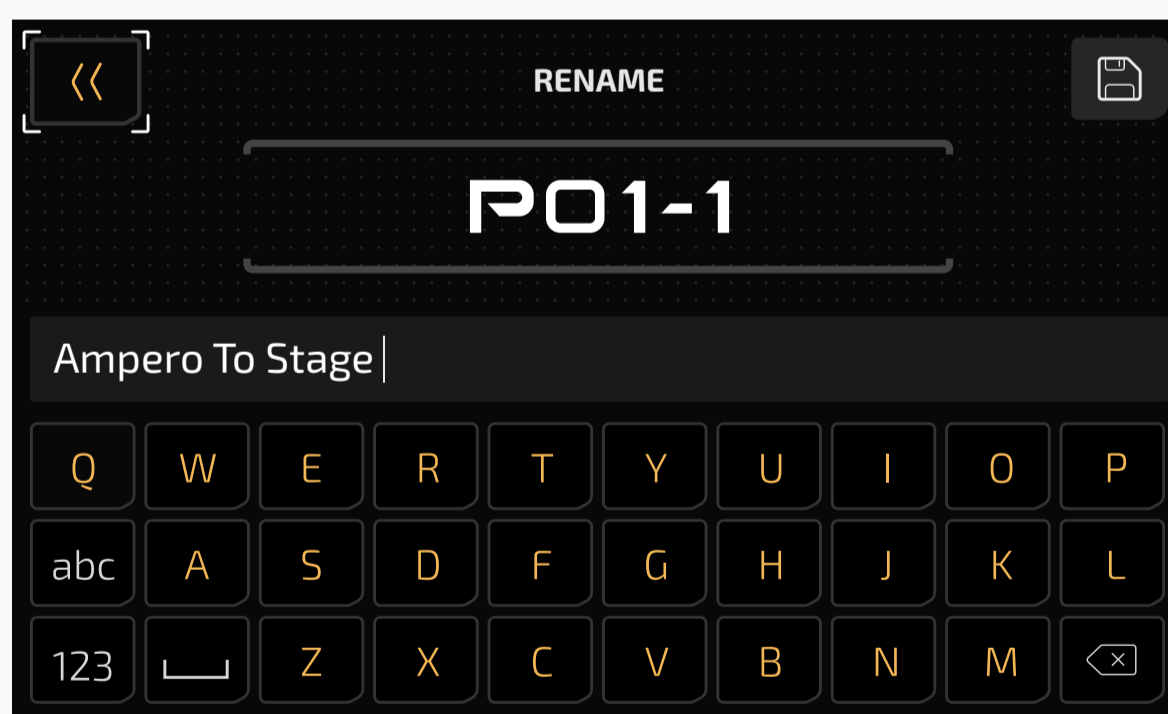 RENAME
P01-1
Ampero To Stage
Q W E R T Y U I O P
abc A S D F G H J K L
123 Z X C V B N M